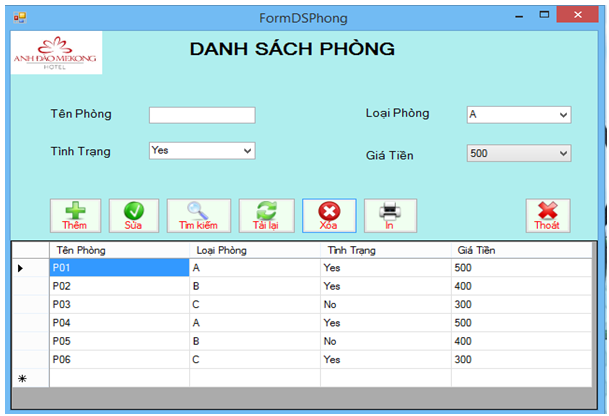 FormDSPhong
ANH ĐÀO MEKONG
HOTEL
DANH SÁCH PHÒNG
Tên Phòng
Loại Phòng A
Tình Trạng Yes
Giá Tiền 500
Thêm Sửa Tìm kiếm Tải lại Xóa In Thoát
Tên Phòng Loại Phòng Tình Trạng Giá Tiền
P01 A Yes 500
P02 B Yes 400
P03 C No 300
P04 A Yes 500
P05 B No 400
P06 C Yes 300